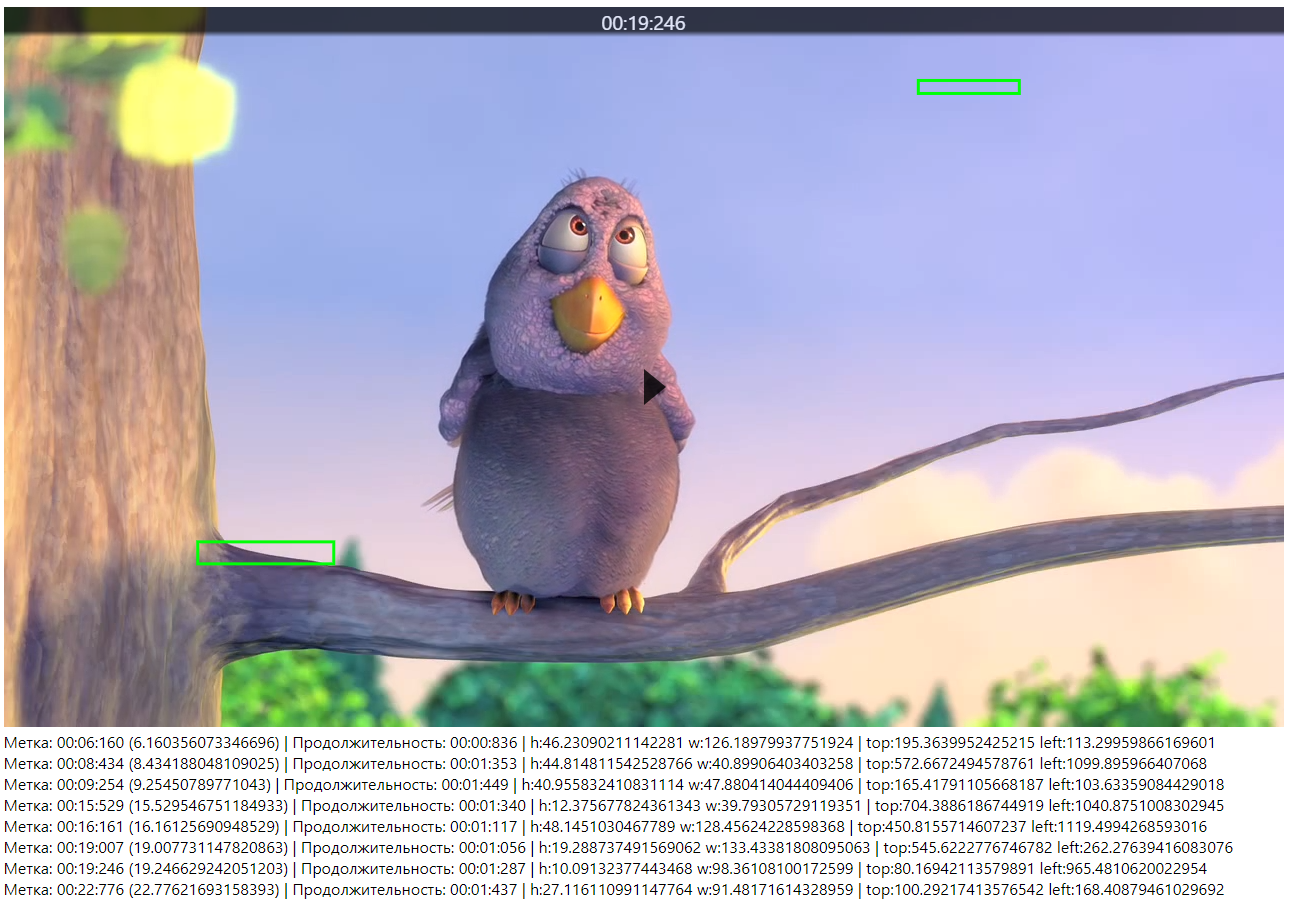 00:19:246
Метка: 00:06:160 (6.160356073346696) | Продолжительность: 00:00:836 | h:46.23090211142281 w:126.18979937751924 | top:195.3639952425215 left:113.29959866169601
Метка: 00:08:434 (8.434188048109025) | Продолжительность: 00:01:353 | h:44.814811542528766 w:40.89906403403258 | top:572.6672494578761 left:1099.895966407068
Метка: 00:09:254 (9.25450789771043) | Продолжительность: 00:01:449 | h:40.955832410831114 w:47.880414044409406 | top:165.41791105668187 left:103.63359084429018
Метка: 00:15:529 (15.529546751184933) | Продолжительность: 00:01:340 | h:12.375677824361343 w:39.79305729119351 | top:704.3886186744919 left:1040.8751008302945
Метка: 00:16:161 (16.16125690948529) | Продолжительность: 00:01:117 | h:48.1451030467789 w:128.45624228598368 | top:450.8155714607237 left:1119.4994268593016
Метка: 00:19:007 (19.007731147820863) | Продолжительность: 00:01:056 | h:19.288737491569062 w:133.43381808095063 | top:545.6222776746782 left:262.27639416083076
Метка: 00:19:246 (19.246629242051203) | Продолжительность: 00:01:287 | h:10.09132377443468 w:98.36108100172599 | top:80.16942113579891 left:965.4810620022954
Метка: 00:22:776 (22.77621693158393) | Продолжительность: 00:01:437 | h:27.116110991147764 w:91.48171614328959 | top:100.29217413576542 left:168.40879461029692